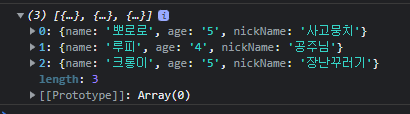 ▼ (3) [{…}, {…}, {…}] i
▶ 0: {name: '뽀로로', age: '5', nickName: '사고뭉치'}
▶ 1: {name: '루피', age: '4', nickName: '공주님'}
▶ 2: {name: '크롱이', age: '5', nickName: '장난꾸러기'}
length: 3
▶ [[Prototype]]: Array(0)